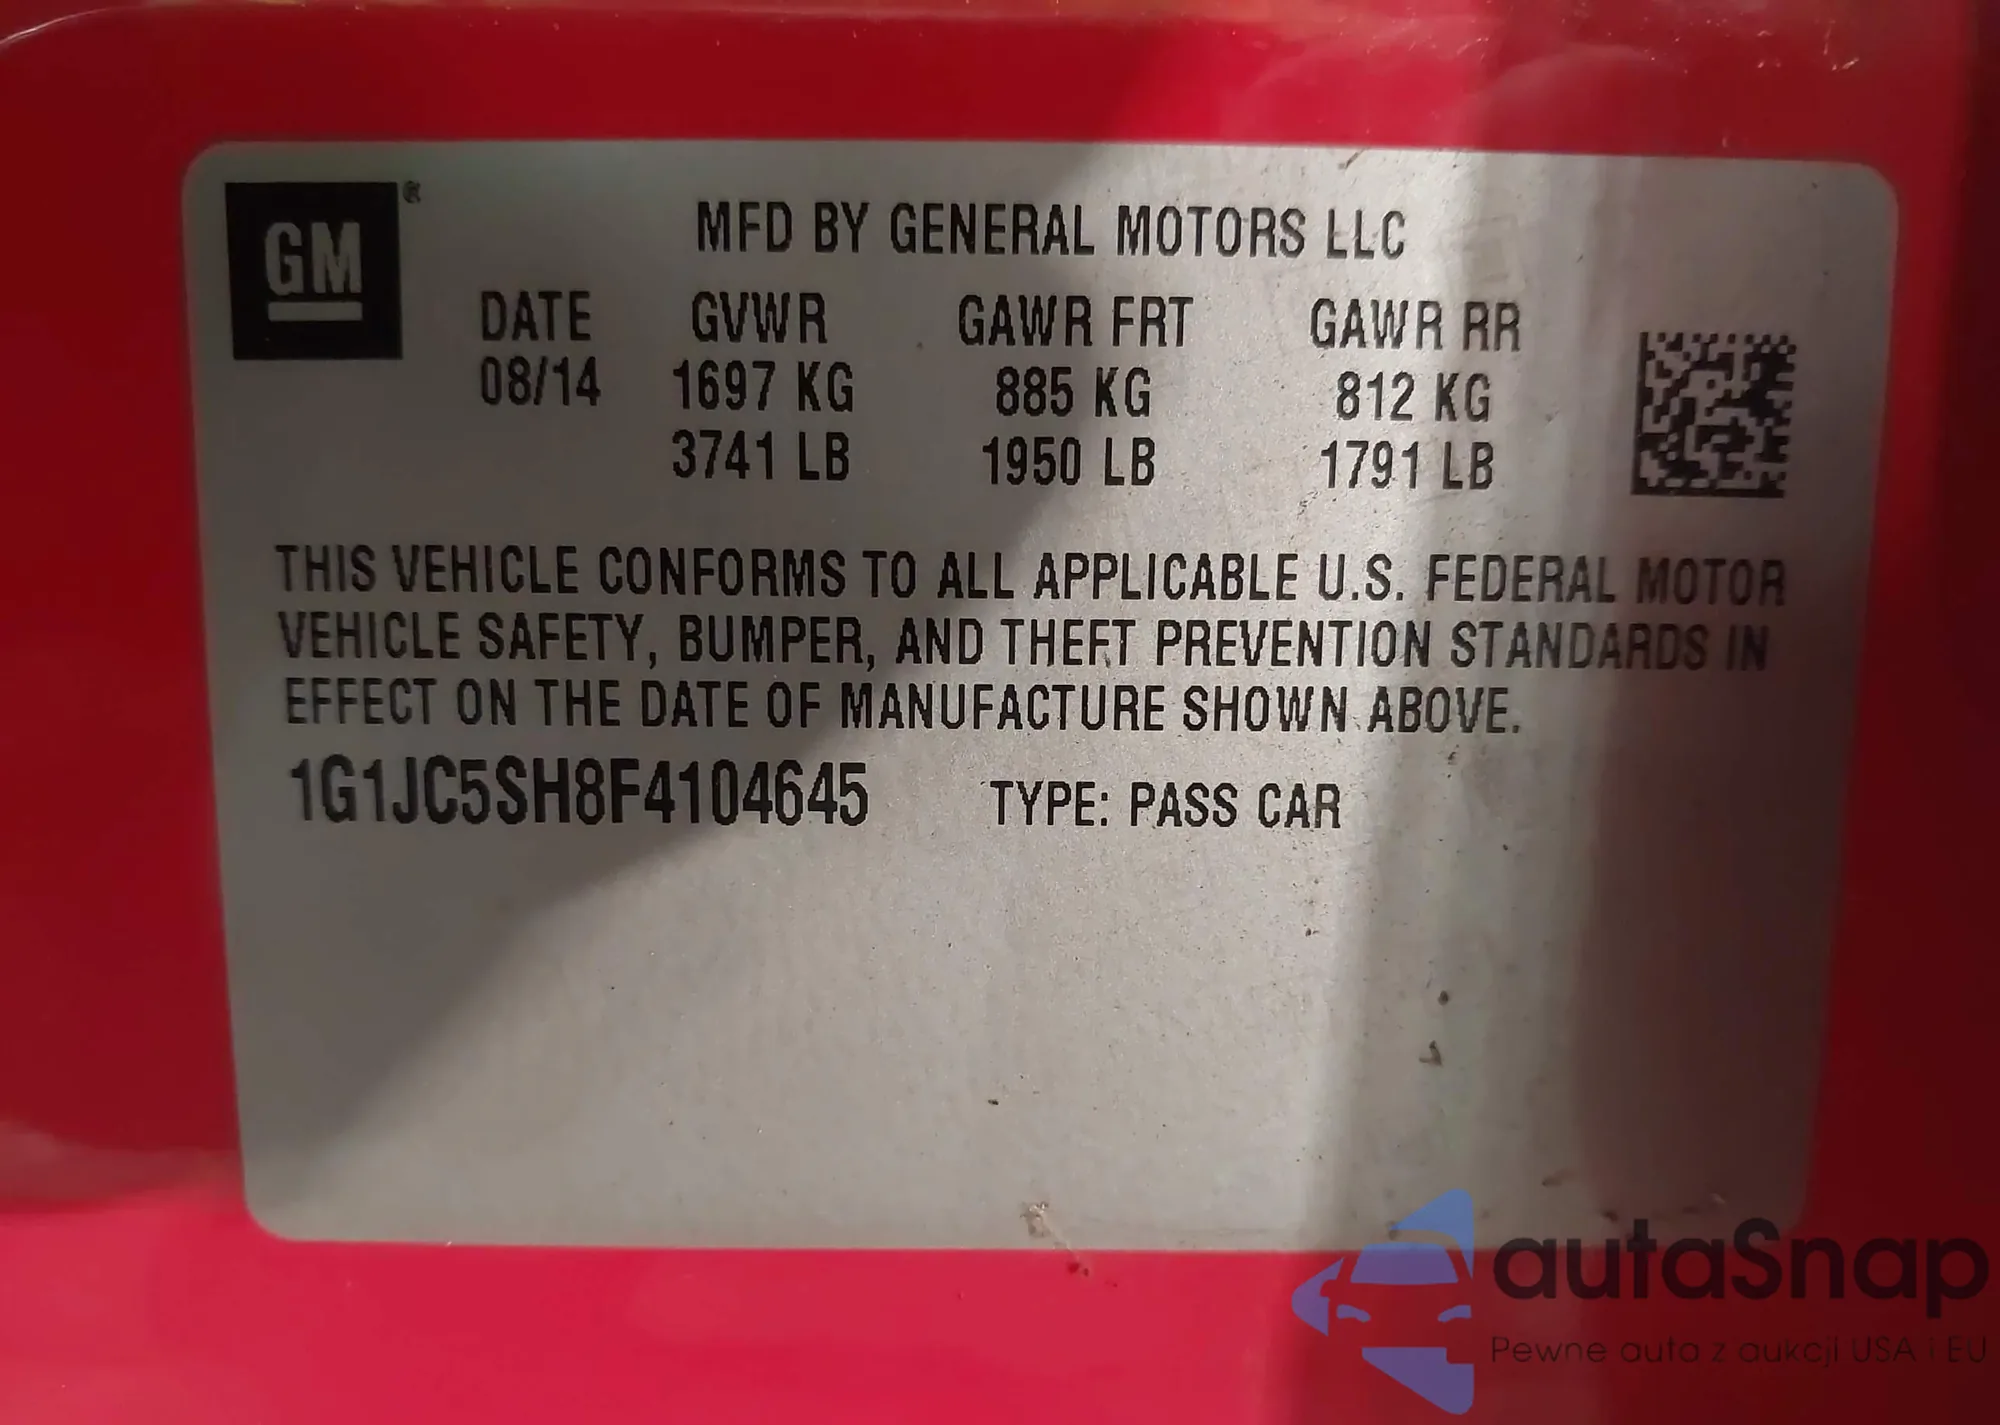 GM®
MFD BY GENERAL MOTORS LLC
DATE GVWR GAWR FRT GAWR RR
08/14 1697 KG 885 KG 812 KG
3741 LB 1950 LB 1791 LB
THIS VEHICLE CONFORMS TO ALL APPLICABLE U.S. FEDERAL MOTOR
VEHICLE SAFETY, BUMPER, AND THEFT PREVENTION STANDARDS IN
EFFECT ON THE DATE OF MANUFACTURE SHOWN ABOVE.
1G1JC5SH8F4104645 TYPE: PASS CAR
autaSnap
Pewne auta z aukcji USA i EU